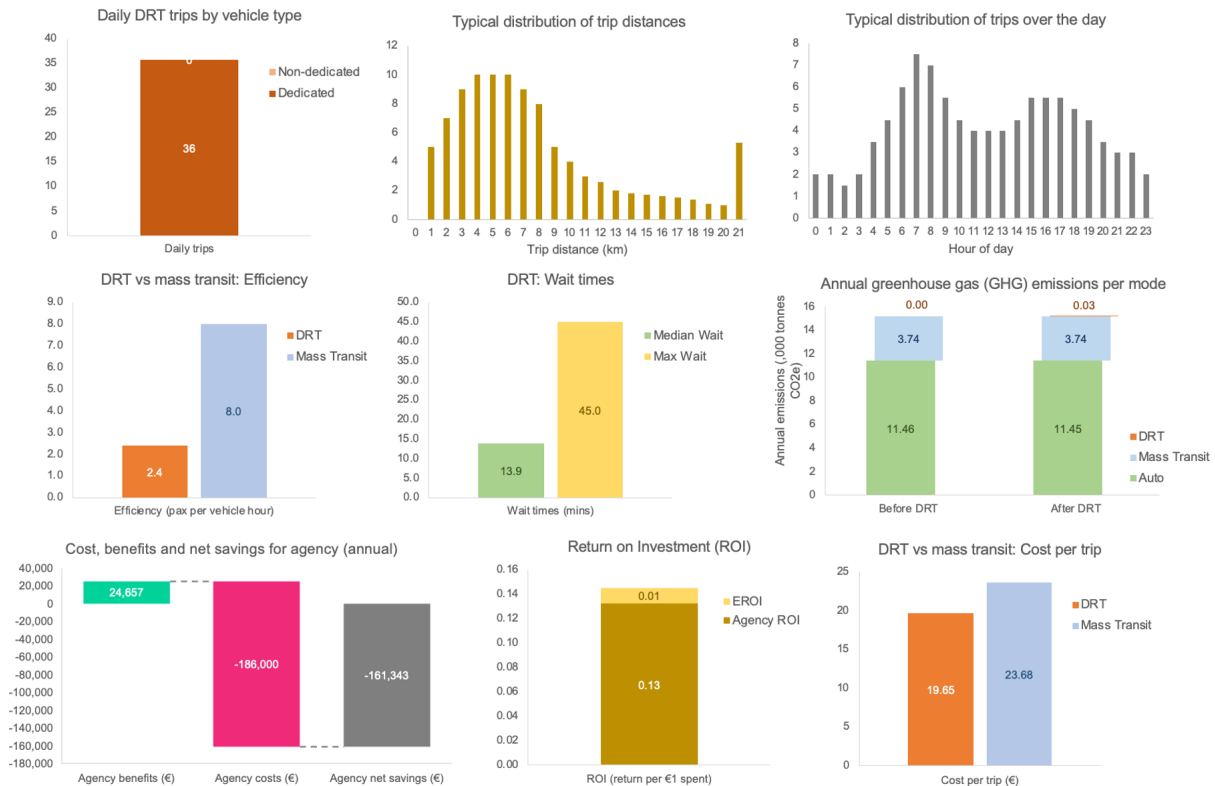 Daily DRT trips by vehicle type
40
35
30
25
20
15
10
5
0
0
36
Non-dedicated
Dedicated
Daily trips
Typical distribution of trip distances
12
10
8
6
4
2
0
0 1 2 3 4 5 6 7 8 9 10 11 12 13 14 15 16 17 18 19 20 21
Trip distance (km)
Typical distribution of trips over the day
8
7
6
5
4
3
2
1
0
0 1 2 3 4 5 6 7 8 9 10 11 12 13 14 15 16 17 18 19 20 21 22 23
Hour of day
DRT vs mass transit: Efficiency
9.0
8.0
7.0
6.0
5.0
4.0
3.0
2.0
1.0
0.0
2.4
8.0
DRT
Mass Transit
Efficiency (pax per vehicle hour)
DRT: Wait times
50.0
45.0
40.0
35.0
30.0
25.0
20.0
15.0
10.0
5.0
0.0
13.9
45.0
Median Wait
Max Wait
Wait times (mins)
Annual greenhouse gas (GHG) emissions per mode
Annual emissions (,000 tonnes
CO2e)
16
14
12
10
8
6
4
2
0
0.00
3.74
11.46
0.03
3.74
11.45
DRT
Mass Transit
Auto
Before DRT
After DRT
Cost, benefits and net savings for agency (annual)
40,000
20,000
0
-20,000
-40,000
-60,000
-80,000
-100,000
-120,000
-140,000
-160,000
-180,000
24,657
-186,000
-161,343
Agency benefits (€)
Agency costs (€)
Agency net savings (€)
Return on Investment (ROI)
0.16
0.14
0.12
0.10
0.08
0.06
0.04
0.02
0.00
0.01
0.13
EROI
Agency ROI
ROI (return per €1 spent)
DRT vs mass transit: Cost per trip
25
20
15
10
5
0
19.65
23.68
DRT
Mass Transit
Cost per trip (€)